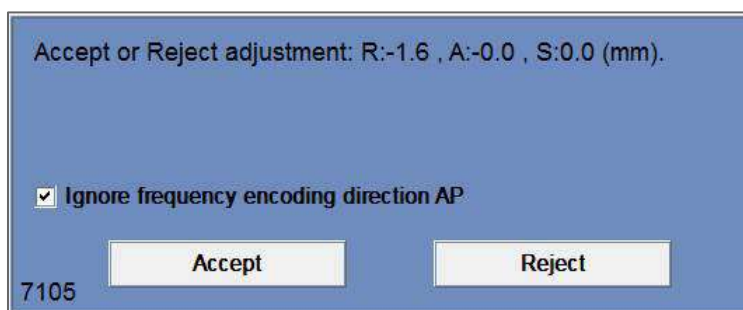 Accept or Reject adjustment: R:-1.6 , A:-0.0 , S:0.0 (mm).
Ignore frequency encoding direction AP
Accept Reject
7105